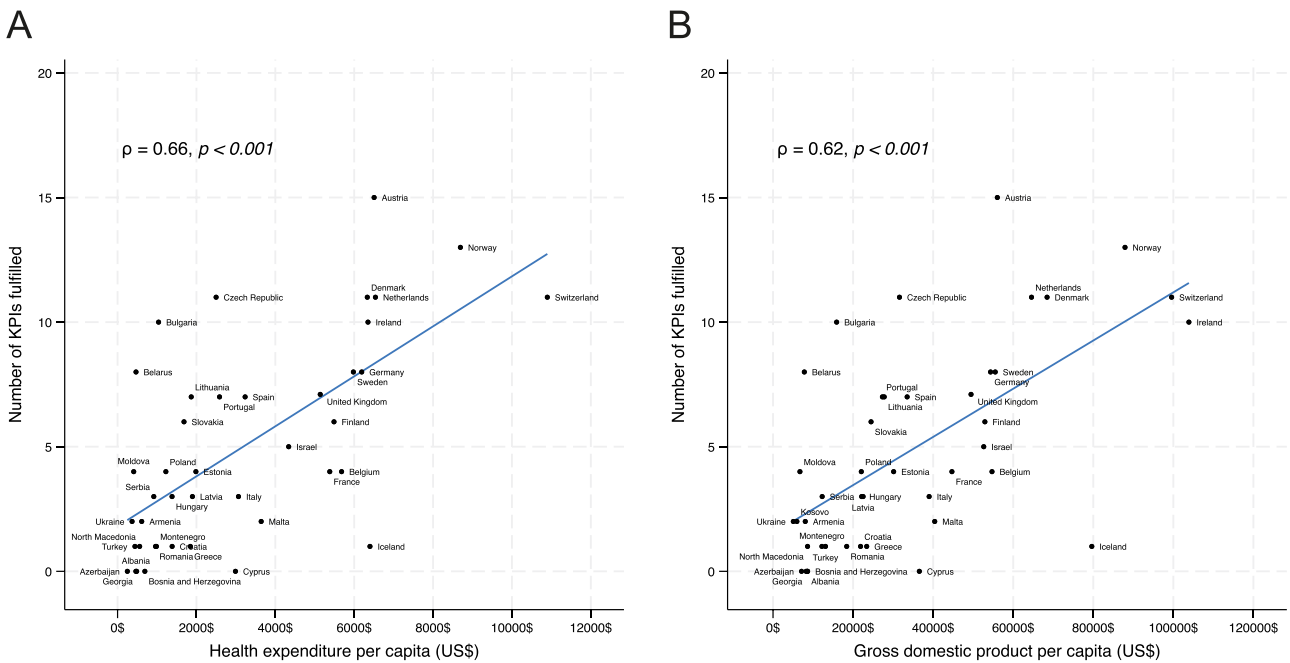 A
20
ρ = 0.66, p < 0.001
15
Austria
Norway
Denmark
Czech Republic
Netherlands
Switzerland
10
Bulgaria
Ireland
Belarus
Germany
Sweden
Lithuania
Spain
Portugal
United Kingdom
Slovakia
Finland
5
Israel
Moldova
Poland
Estonia
Belgium
France
Serbia
Latvia
Italy
Hungary
Ukraine
Armenia
Malta
North Macedonia
Montenegro
Turkey
Croatia
Iceland
Romania
Greece
Albania
0
Azerbaijan
Cyprus
Georgia
Bosnia and Herzegovina
Number of KPIs fulfilled
0$ 2000$ 4000$ 6000$ 8000$ 10000$ 12000$
Health expenditure per capita (US$)
B
20
ρ = 0.62, p < 0.001
15
Austria
Norway
Netherlands
Czech Republic
Denmark
Switzerland
10
Bulgaria
Ireland
Belarus
Sweden
Germany
Portugal
Spain
Lithuania
United Kingdom
Slovakia
Finland
5
Israel
Moldova
Poland
Estonia
Belgium
France
Serbia
Hungary
Italy
Latvia
Kosovo
Ukraine
Armenia
Malta
Montenegro
Croatia
Greece
Iceland
North Macedonia
Turkey
Romania
0
Azerbaijan
Bosnia and Herzegovina
Cyprus
Georgia
Albania
Number of KPIs fulfilled
0$ 20000$ 40000$ 60000$ 80000$ 100000$ 120000$
Gross domestic product per capita (US$)